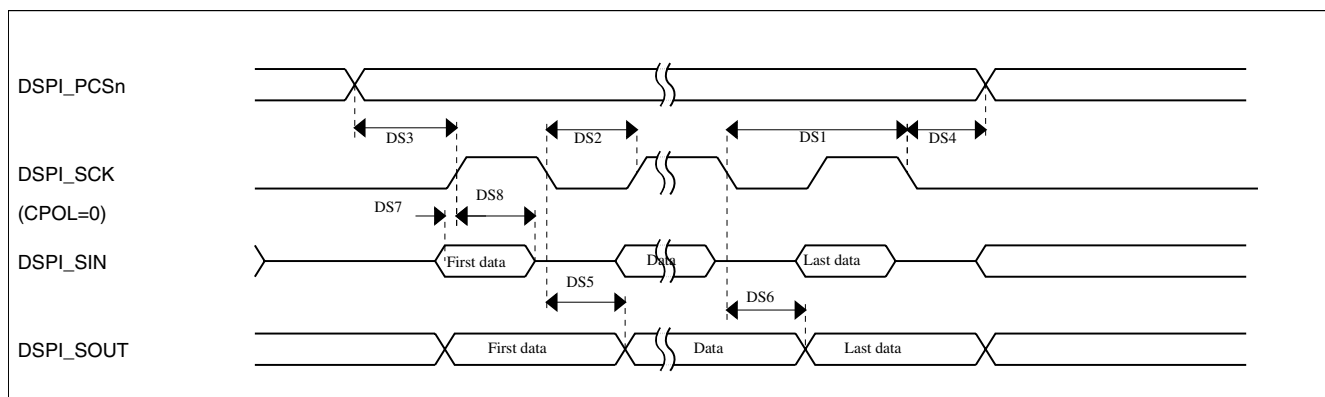 DSPI_PCSn
DS3
DS2
DS1
DS4
DSPI_SCK
DS7
DS8
(CPOL=0)
DSPI_SIN
First data
Data
Last data
DS5
DS6
DSPI_SOUT
First data
Data
Last data